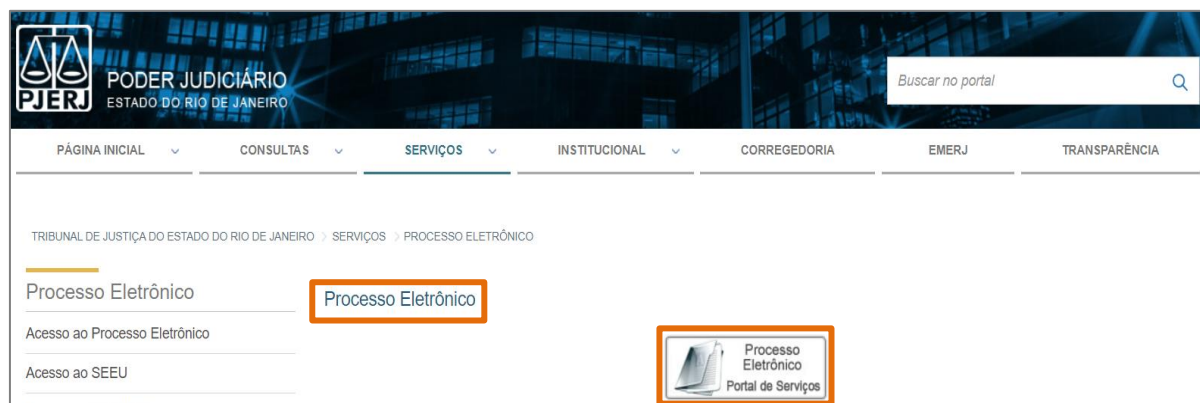 PJERJ
PODER JUDICIÁRIO
ESTADO DO RIO DE JANEIRO
Buscar no portal
PÁGINA INICIAL CONSULTAS SERVIÇOS INSTITUCIONAL CORREGEDORIA EMERJ TRANSPARÊNCIA
TRIBUNAL DE JUSTIÇA DO ESTADO DO RIO DE JANEIRO > SERVIÇOS > PROCESSO ELETRÔNICO
Processo Eletrônico
Acesso ao Processo Eletrônico
Acesso ao SEEU
Processo Eletrônico
Processo
Eletrônico
Portal de Serviços